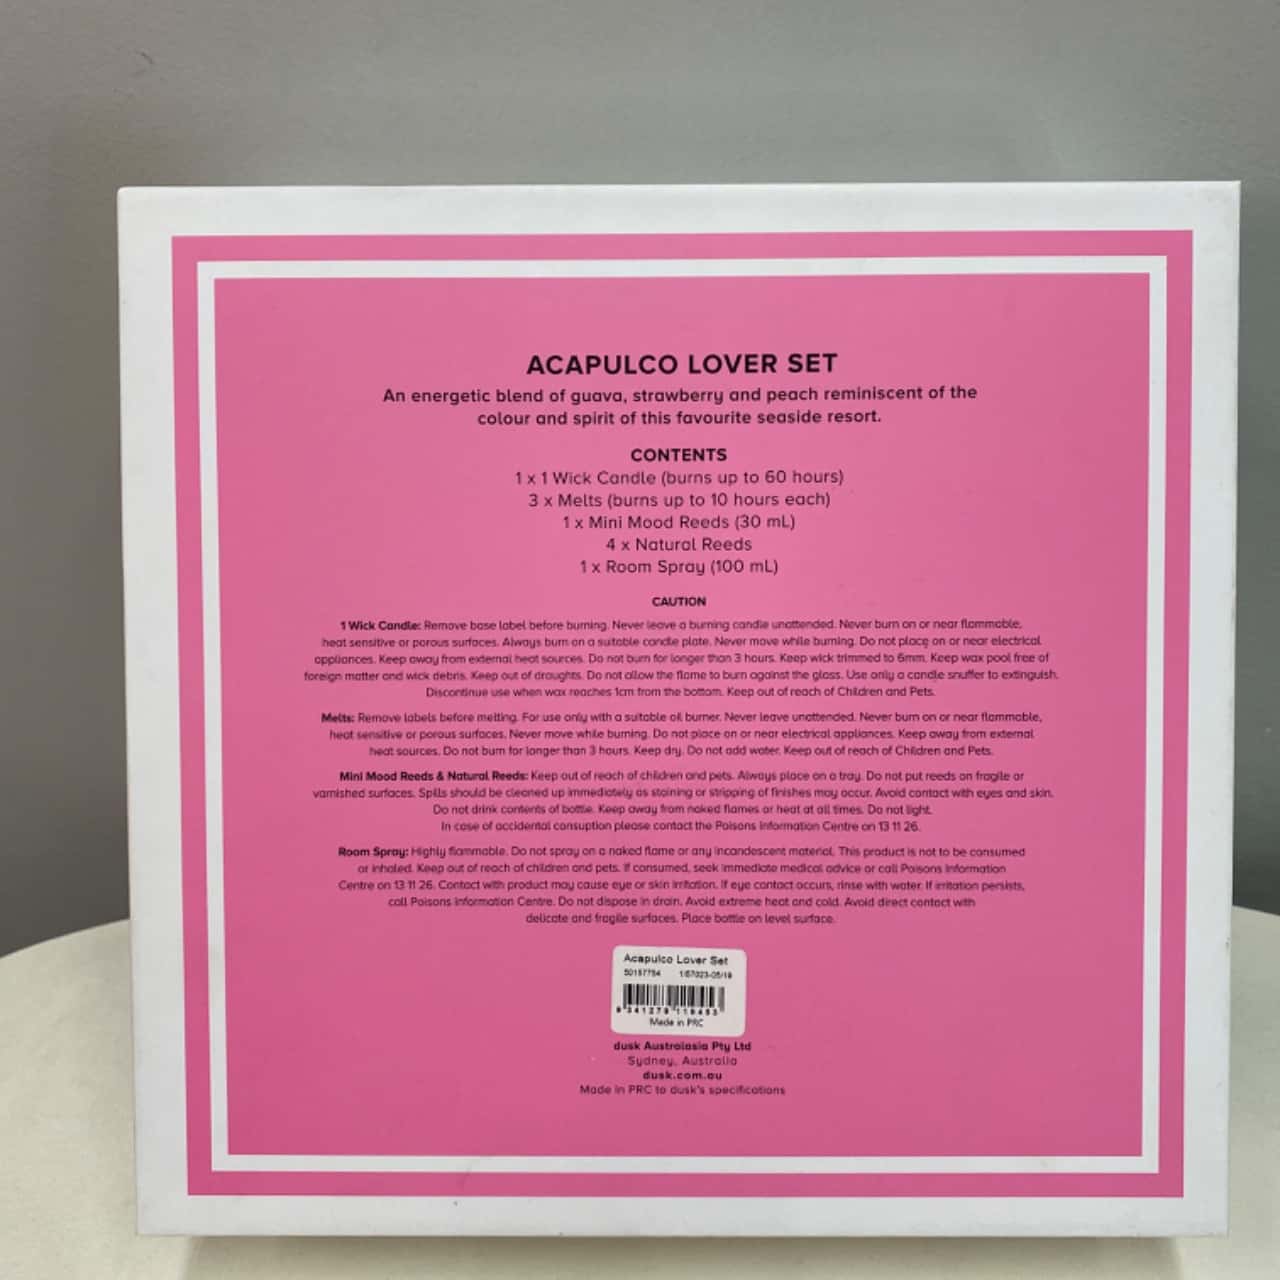 ACAPULCO LOVER SET
An energetic blend of guava, strawberry and peach reminiscent of the
colour and spirit of this favourite seaside resort.
CONTENTS
1 x 1 Wick Candle (burns up to 60 hours)
3 x Melts (burns up to 10 hours each)
1 x Mini Mood Reeds (30 mL)
4 x Natural Reeds
1 x Room Spray (100 mL)
CAUTION
1 Wick Candle: Remove base label before burning. Never leave a burning candle unattended. Never burn on or near flammable,
heat sensitive or porous surfaces. Always burn on a suitable candle plate. Never move while burning. Do not place on or near electrical
appliances. Keep away from external heat sources. Do not burn for longer than 3 hours. Keep wick trimmed to 6mm. Keep wax pool free of
foreign matter and wick debris. Keep out of draughts. Do not allow the flame to burn against the glass. Use only a candle snuffer to extinguish.
Discontinue use when wax reaches 1cm from the bottom. Keep out of reach of Children and Pets.
Melts: Remove labels before melting. For use only with a suitable oil burner. Never leave unattended. Never burn on or near flammable,
heat sensitive or porous surfaces. Never move while burning. Do not place on or near electrical appliances. Keep away from external
heat sources. Do not burn for longer than 3 hours. Keep dry. Do not add water. Keep out of reach of Children and Pets.
Mini Mood Reeds & Natural Reeds: Keep out of reach of children and pets. Always place on a tray. Do not put reeds on fragile or
varnished surfaces. Spills should be cleaned up immediately as staining or stripping of finishes may occur. Avoid contact with eyes and skin.
Do not drink contents of bottle. Keep away from naked flames or heat at all times. Do not light.
In case of accidental consuption please contact the Poisons Information Centre on 13 11 26.
Room Spray: Highly flammable. Do not spray on a naked flame or any incandescent material. This product is not to be consumed
or inhaled. Keep out of reach of children and pets. If consumed, seek immediate medical advice or call Poisons Information
Centre on 13 11 26. Contact with product may cause eye or skin irritation. If eye contact occurs, rinse with water. If irritation persists,
call Poisons Information Centre. Do not dispose in drain. Avoid extreme heat and cold. Avoid direct contact with
delicate and fragile surfaces. Place bottle on level surface.
Acapulco Lover Set
50157754 157023-05/19
Made in PRC
dusk Australasia Pty Ltd
Sydney, Australia
dusk.com.au
Made in PRC to dusk's specifications